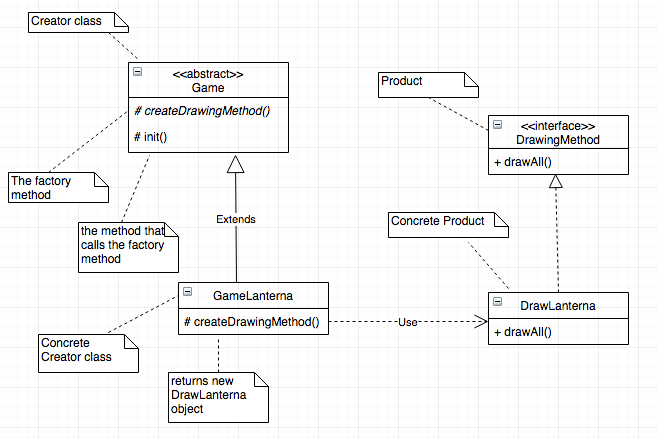 Creator class
<<abstract>>
Game
# createDrawingMethod()
# init()
Product
<<interface>>
DrawingMethod
+ drawAll()
The factory
method
the method that
calls the factory
method
Extends
Concrete Product
GameLanterna
# createDrawingMethod()
Use
DrawLanterna
+ drawAll()
Concrete
Creator class
returns new
DrawLanterna
object